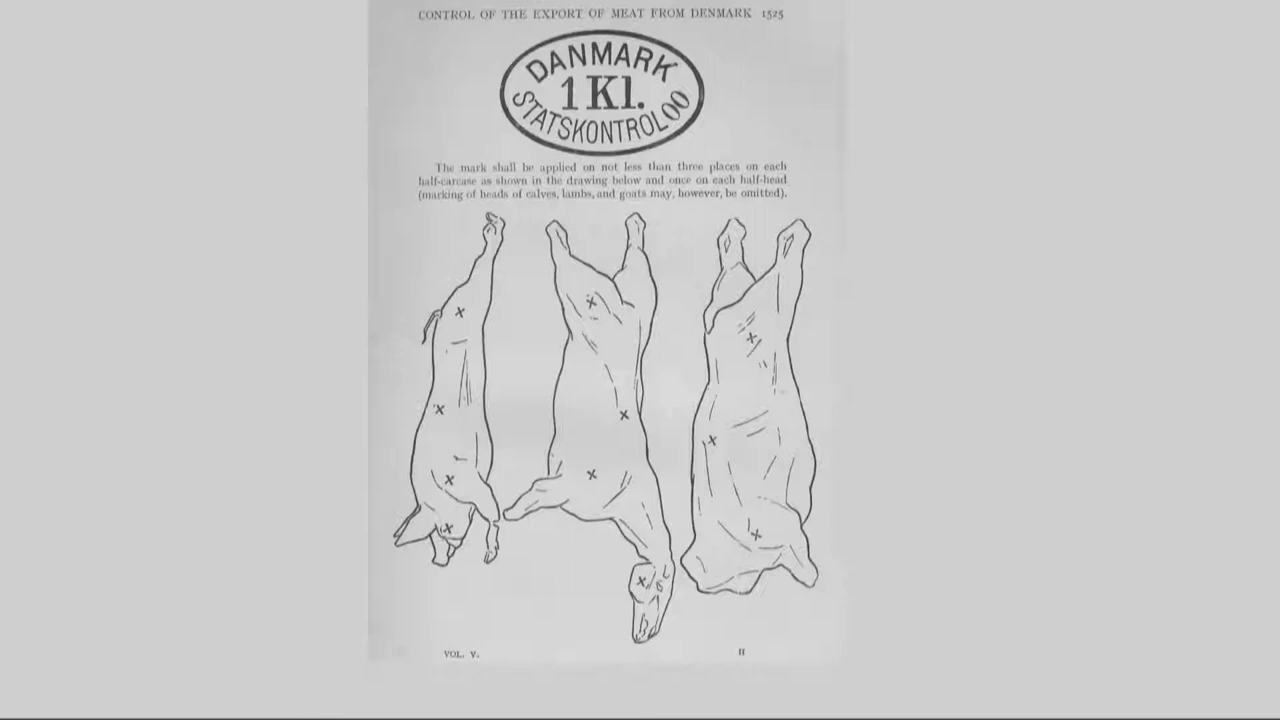 CONTROL OF THE EXPORT OF MEAT FROM DENMARK 1525
DANMARK
1 Kl.
STATSKONTROL 00
The mark shall be applied on not less than three places on each
half-carcase as shown in the drawing below and once on each half-head
(marking of heads of calves, lambs, and goats may, however, be omitted).
x
x
x
x
x
x
x
x
x
x
x
VOL. V. II